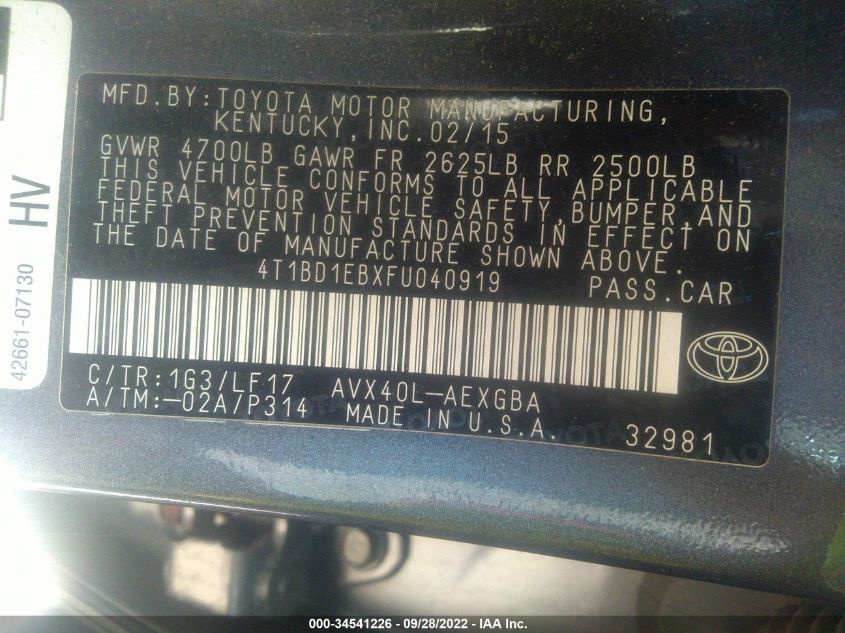 MFD.BY:TOYOTA MOTOR MANUFACTURING,
KENTUCKY,INC.02/15
GVWR 4700LB GAWR FR 2625LB RR 2500LB
THIS VEHICLE CONFORMS TO ALL APPLICABLE
FEDERAL MOTOR VEHICLE SAFETY,BUMPER,AND
THEFT PREVENTION STANDARDS IN EFFECT ON
THE DATE OF MANUFACTURE SHOWN ABOVE.
4T1BD1EBXFU040919 PASS.CAR
C/TR:1G3/LF17 AVX40L-AEXGBA
A/TM:-02A/P314 MADE IN U.S.A. 32981
HV
42661-07130
000-34541226 - 09/28/2022 - IAA Inc.